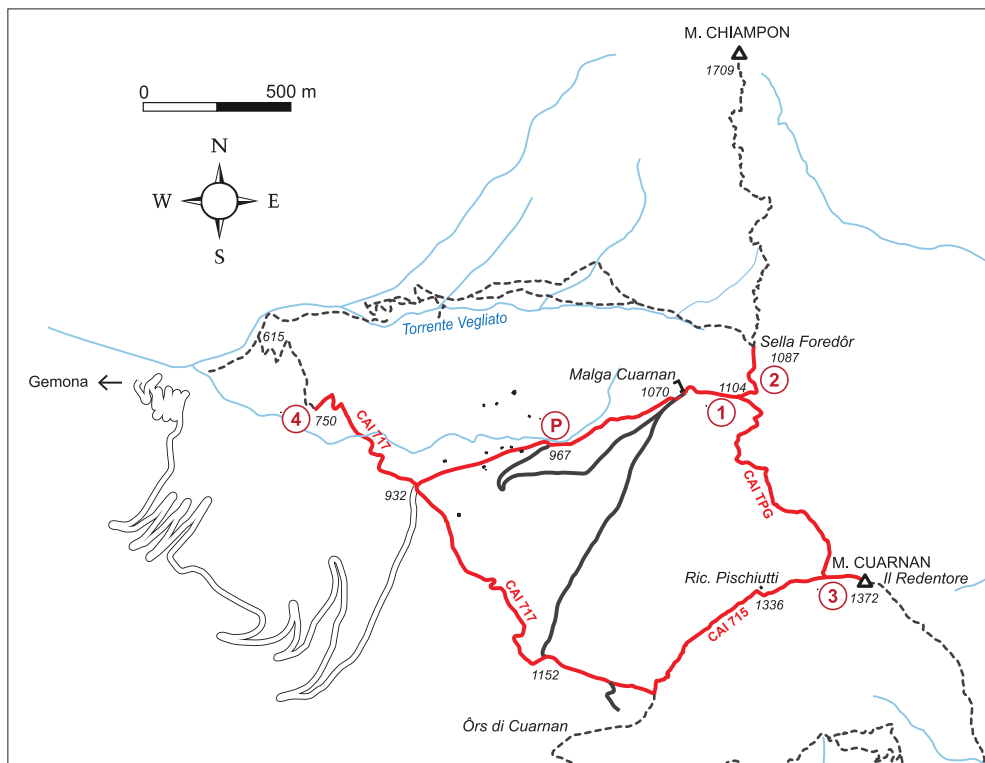 M. CHIAMPON
1709
0 500 m
N
W E
S
Torrente Vegliato
615
Sella Foredôr
1087
Gemona
Malga Cuarnan
1070
1104
2
1
4
750
CAI 717
P
967
932
CAI TPG
M. CUARNAN
Il Redentore
Ric. Pischiutti
1336
3
1372
CAI 717
CAI 715
1152
Ôrs di Cuarnan